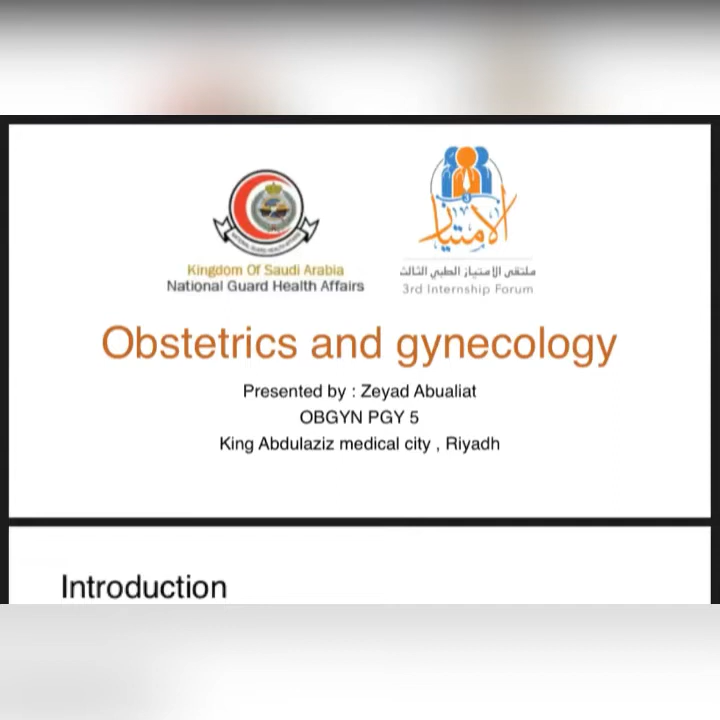 Kingdom Of Saudi Arabia
National Guard Health Affairs
الامتياز
ملتقى الامتياز الطبي الثالث
3rd Internship Forum
Obstetrics and gynecology
Presented by : Zeyad Abualiat
OBGYN PGY 5
King Abdulaziz medical city , Riyadh
Introduction